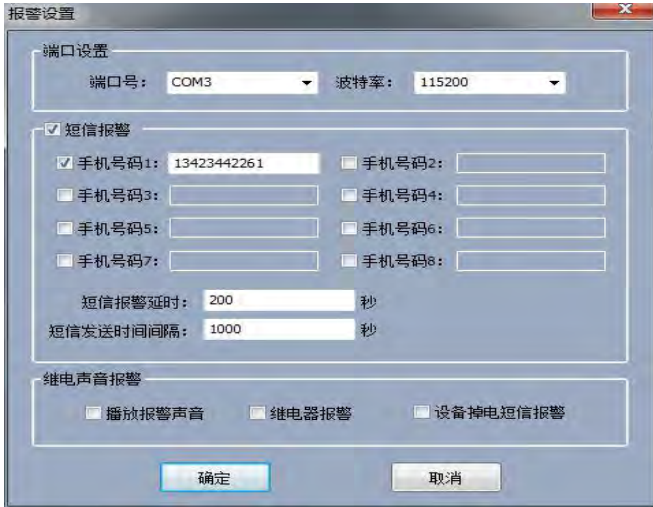 报警设置
端口设置
端口号： COM3 波特率： 115200
短信报警
手机号码1： 13423442261 手机号码2：
手机号码3： 手机号码4：
手机号码5： 手机号码6：
手机号码7： 手机号码8：
短信报警延时： 200 秒
短信发送时间间隔： 1000 秒
继电声音报警
播放报警声音 继电器报警 设备掉电短信报警
确定 取消